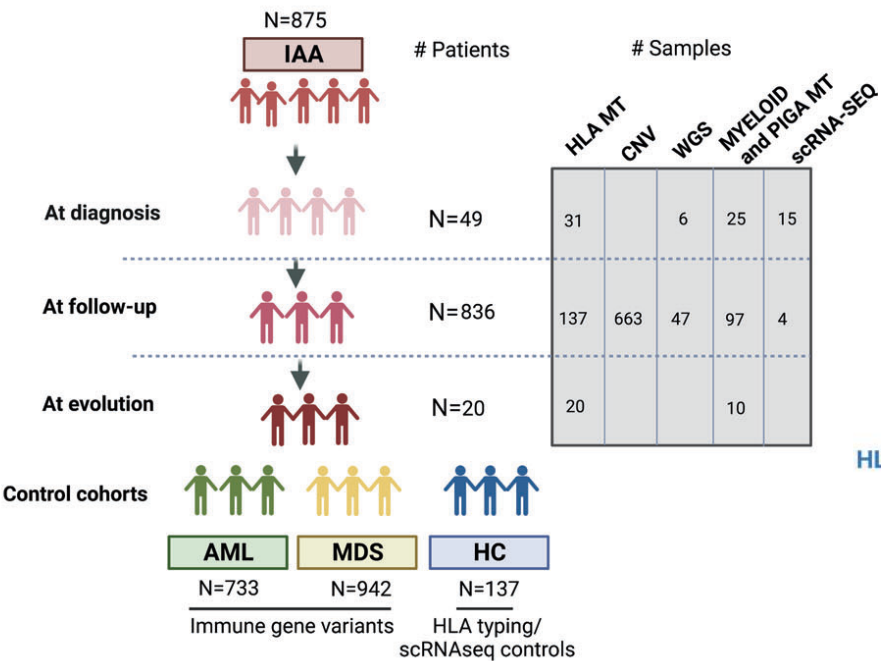 N=875
IAA
# Patients
# Samples
HLA MT
CNV
WGS
MYELOID
and PIGA MT
scRNA-SEQ
At diagnosis
N=49
31
6
25
15
At follow-up
N=836
137
663
47
97
4
At evolution
N=20
20
10
HL
Control cohorts
AML
MDS
HC
N=733
N=942
N=137
Immune gene variants
HLA typing/
scRNAseq controls